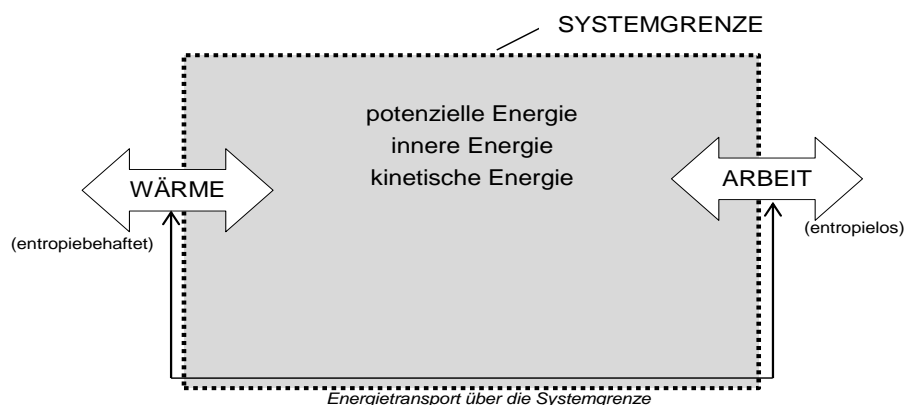 SYSTEMGRENZE
potenzielle Energie
innere Energie
kinetische Energie
WÄRME
ARBEIT
(entropiebehaftet)
(entropielos)
Energietransport über die Systemgrenze